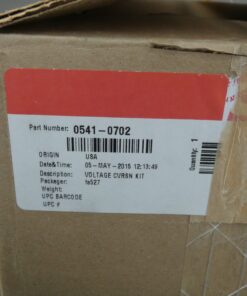 Part Number: 0541-0702
ORIGIN USA
Date&Time: 05-MAY-2015 12:13:49
Description: VOLTAGE CVRSN KIT
Packager: ts527
Weight:
UPC BARCODE
UPC #
Quantity: 1